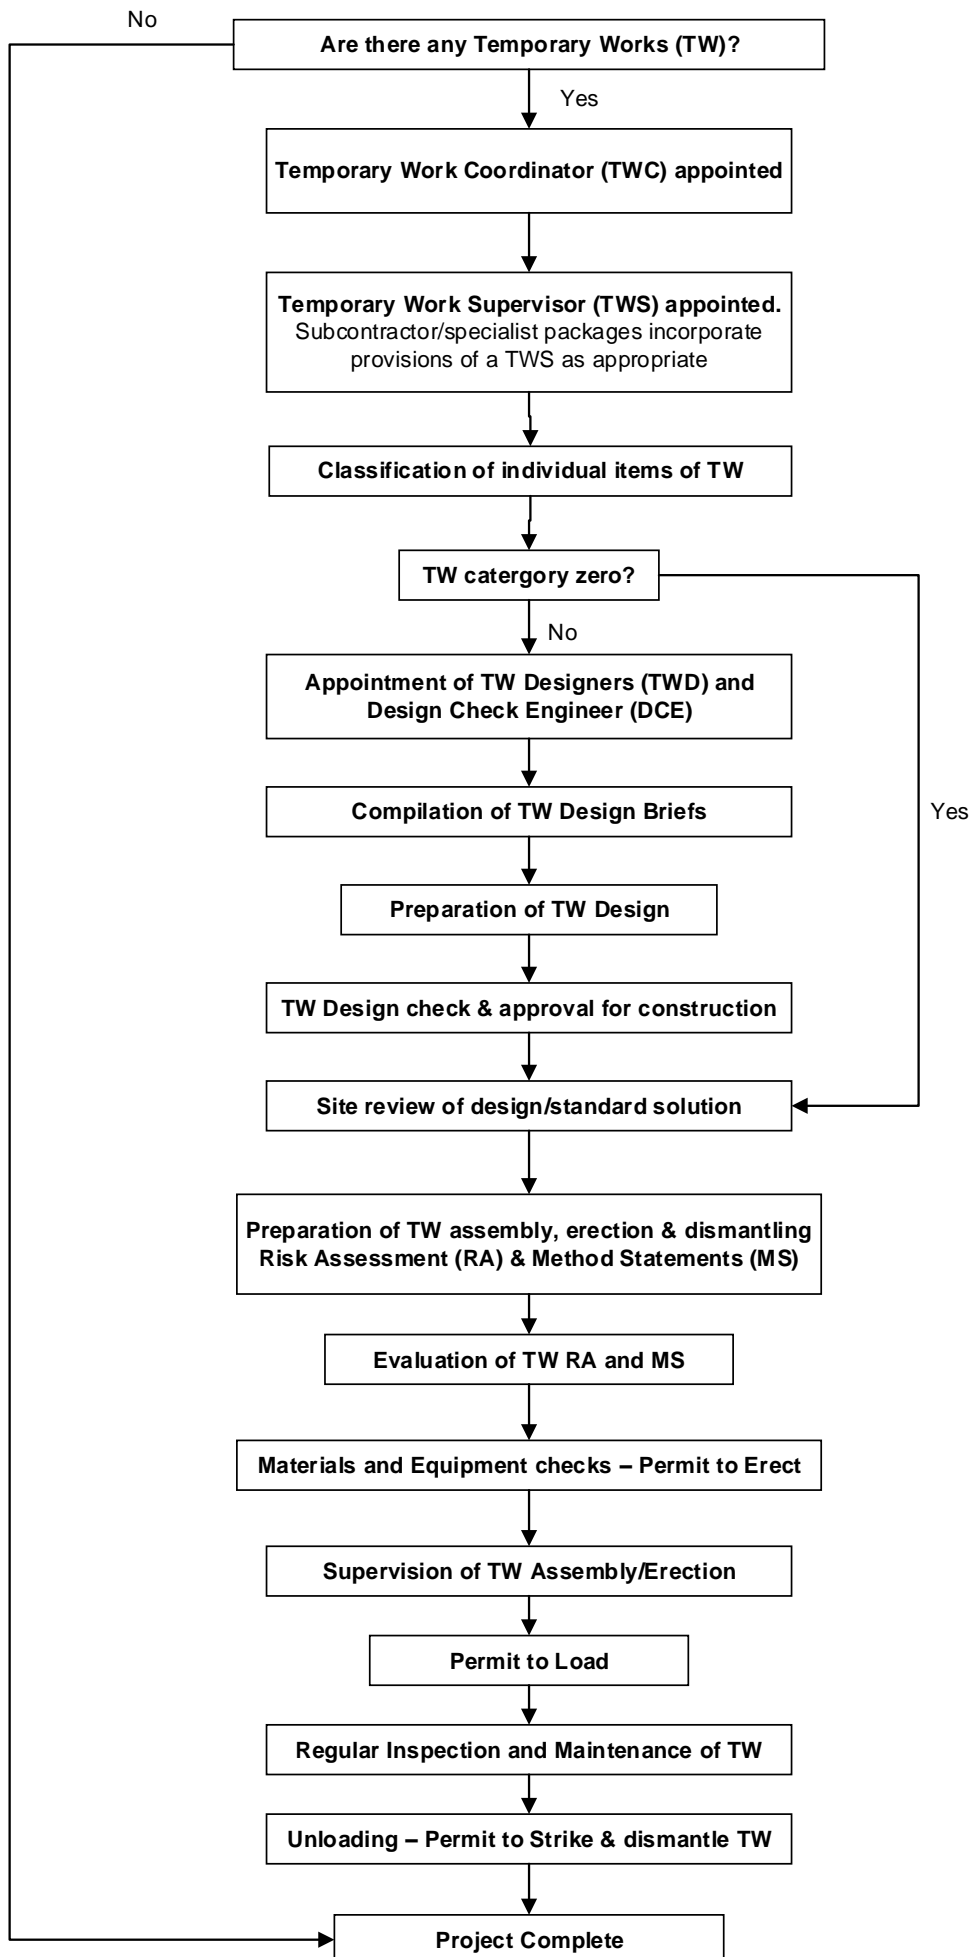 No
Are there any Temporary Works (TW)?
Yes
Temporary Work Coordinator (TWC) appointed
Temporary Work Supervisor (TWS) appointed.
Subcontractor/specialist packages incorporate
provisions of a TWS as appropriate
Classification of individual items of TW
TW catergory zero?
No
Appointment of TW Designers (TWD) and
Design Check Engineer (DCE)
Compilation of TW Design Briefs
Yes
Preparation of TW Design
TW Design check & approval for construction
Site review of design/standard solution
Preparation of TW assembly, erection & dismantling
Risk Assessment (RA) & Method Statements (MS)
Evaluation of TW RA and MS
Materials and Equipment checks – Permit to Erect
Supervision of TW Assembly/Erection
Permit to Load
Regular Inspection and Maintenance of TW
Unloading – Permit to Strike & dismantle TW
Project Complete